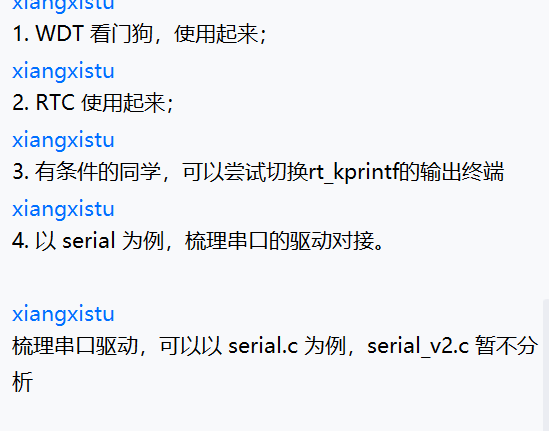 xiangxistu
1. WDT 看门狗，使用起来；
xiangxistu
2. RTC 使用起来；
xiangxistu
3. 有条件的同学，可以尝试切换rt_kprintf的输出终端
xiangxistu
4. 以 serial 为例，梳理串口的驱动对接。
xiangxistu
梳理串口驱动，可以以 serial.c 为例，serial_v2.c 暂不分
析